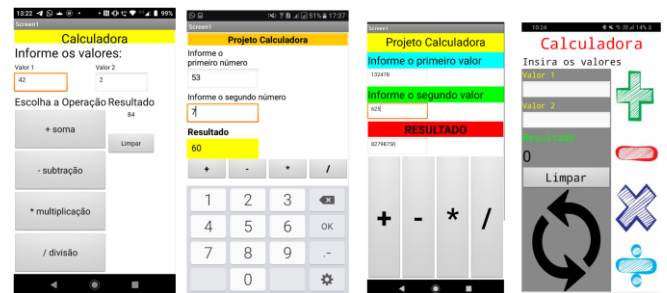 13:22
99%
Screen1
Calculadora
Informe os valores:
Valor 1 Valor 2
42 2
Escolha a Operação Resultado
84
+ soma
Limpar
- subtração
* multiplicação
/ divisão
51% 17:37
Screen1
Projeto Calculadora
Informe o
primeiro número
53
Informe o segundo número
7
Resultado
60
+ - * /
1 2 3
4 5 6 OK
7 8 9 .-
0
Screen1
Projeto Calculadora
Informe o primeiro valor
132478
Informe o segundo valor
625
RESULTADO
82798750
+ - * /
10:24
14%
Calculadora
Insira os valores
Valor 1
Valor 2
Resultado
0
Limpar